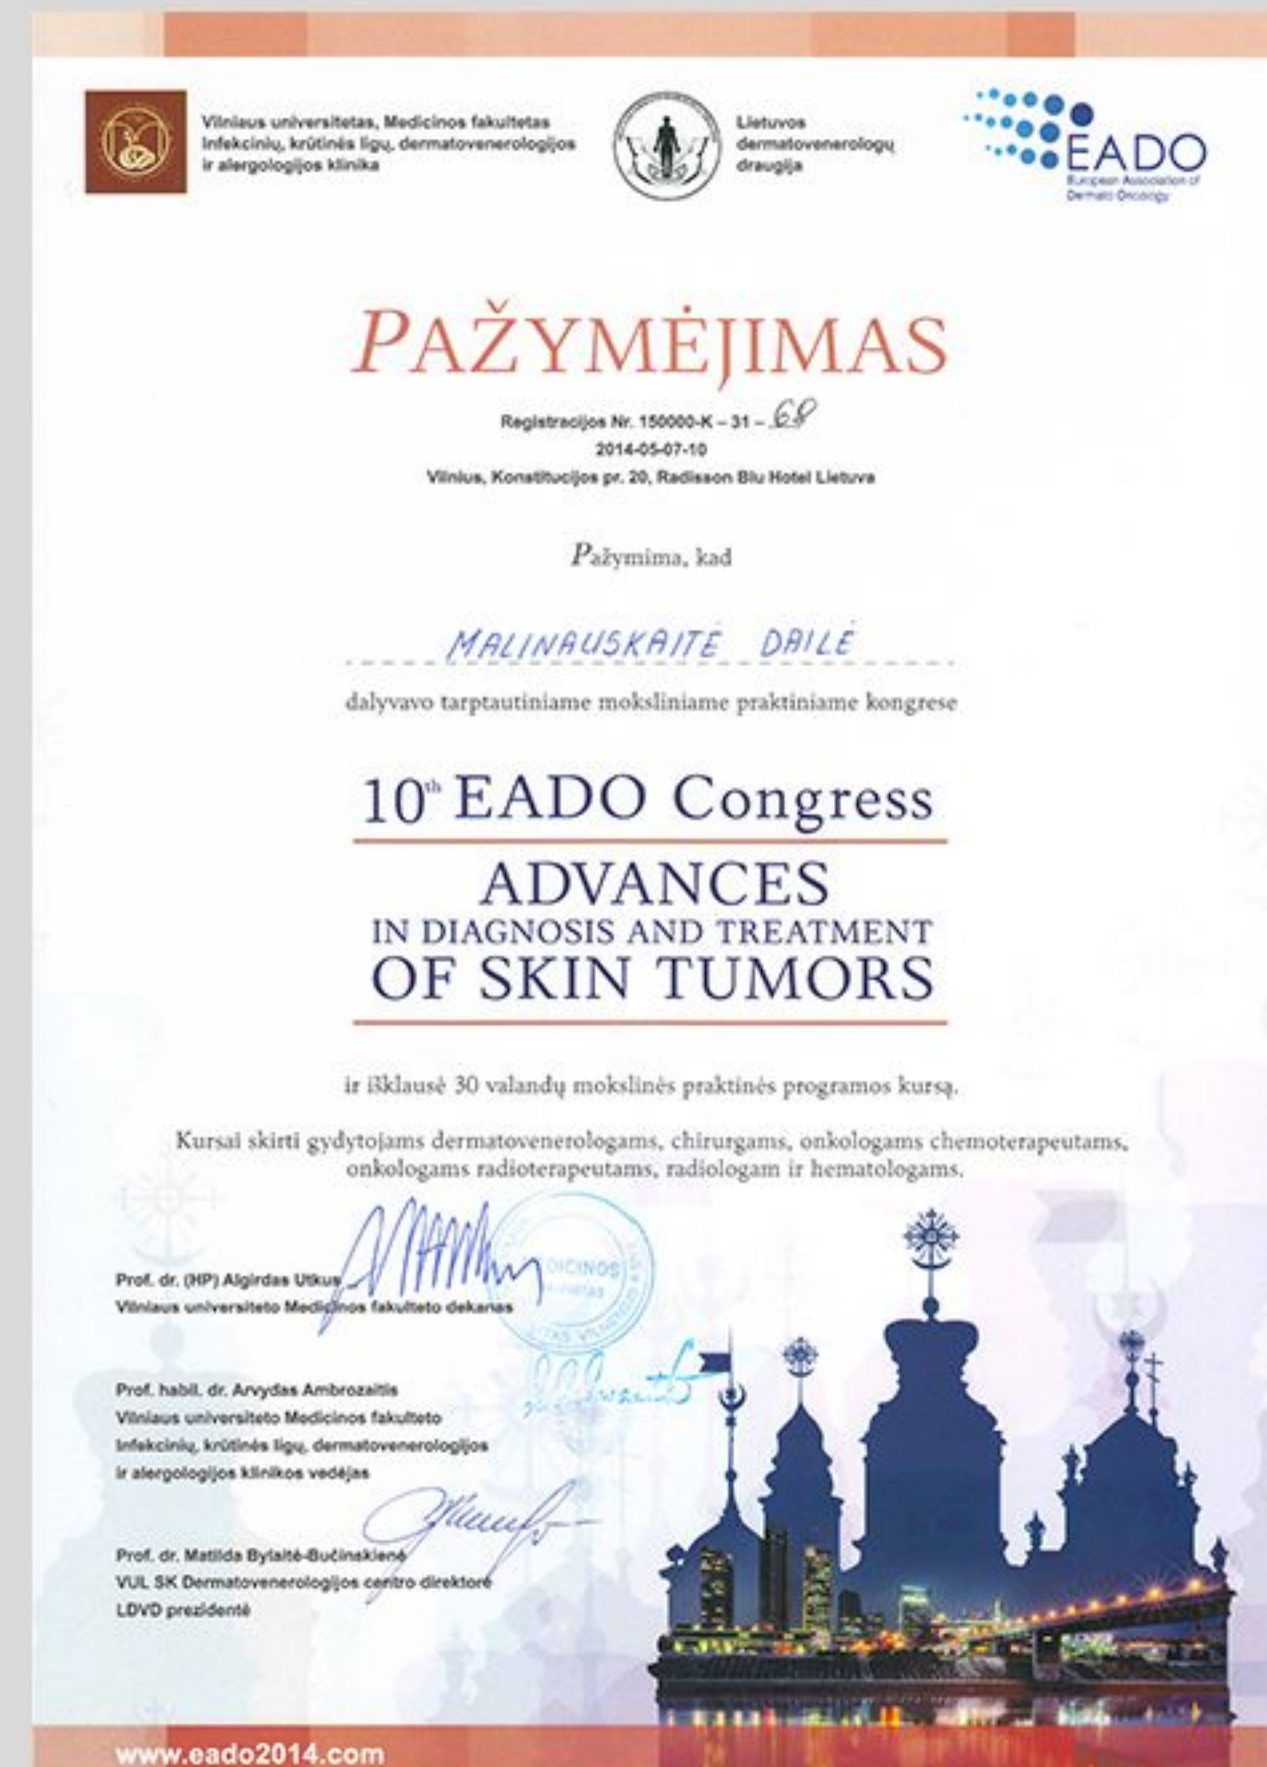 Vilniaus universitetas, Medicinos fakultetas
Infekcinių, krūtinės ligų, dermatovenerologijos
ir alergologijos klinika
Lietuvos
dermatovenerologų
draugija
EADO
European Association of
Dermato Oncology
PAŽYMĖJIMAS
Registracijos Nr. 150000-K – 31 – 68
2014-05-07-10
Vilnius, Konstitucijos pr. 20, Radisson Blu Hotel Lietuva
Pažymima, kad
MALINAUSKAITĖ DAILĖ
dalyvavo tarptautiniame moksliniame praktiniame kongrese
10th EADO Congress
ADVANCES
IN DIAGNOSIS AND TREATMENT
OF SKIN TUMORS
ir išklausė 30 valandų mokslinės praktinės programos kursą.
Kursai skirti gydytojams dermatovenerologams, chirurgams, onkologams chemoterapeutams,
onkologams radioterapeutams, radiologam ir hematologams.
Prof. dr. (HP) Algirdas Utkus
Vilniaus universiteto Medicinos fakulteto dekanas
Prof. habil. dr. Arvydas Ambrozaitis
Vilniaus universiteto Medicinos fakulteto
Infekcinių, krūtinės ligų, dermatovenerologijos
ir alergologijos klinikos vedėjas
Prof. dr. Matilda Bylaitė-Bučinskienė
VUL SK Dermatovenerologijos centro direktorė
LDVD prezidentė
www.eado2014.com